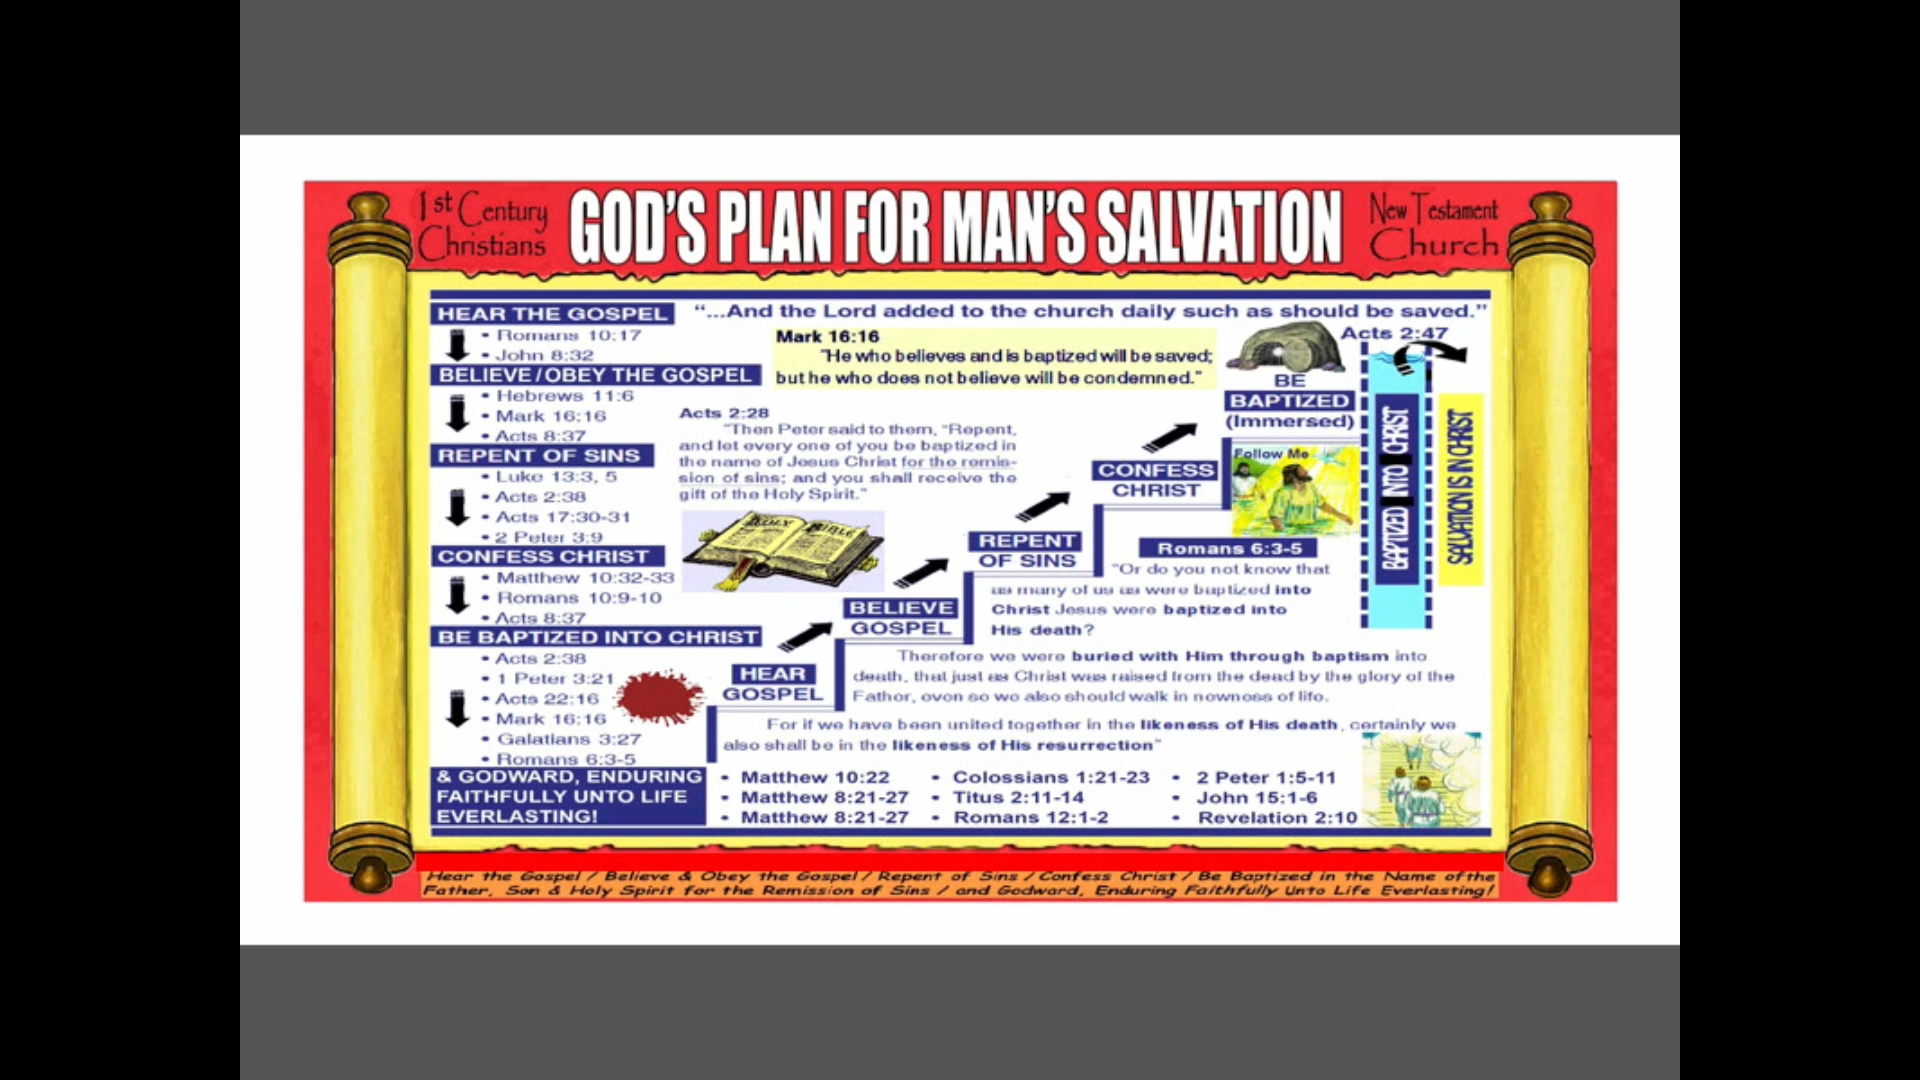 1st Century
Christians
GOD'S PLAN FOR MAN'S SALVATION
New Testament
Church
HEAR THE GOSPEL
• Romans 10:17
• John 8:32
BELIEVE/OBEY THE GOSPEL
• Hebrews 11:6
• Mark 16:16
• Acts 8:37
REPENT OF SINS
• Luke 13:3, 5
• Acts 2:38
• Acts 17:30-31
• 2 Peter 3:9
CONFESS CHRIST
• Matthew 10:32-33
• Romans 10:9-10
• Acts 8:37
BE BAPTIZED INTO CHRIST
• Acts 2:38
• 1 Peter 3:21
• Acts 22:16
• Mark 16:16
• Galatians 3:27
• Romans 6:3-5
& GODWARD, ENDURING
FAITHFULLY UNTO LIFE
EVERLASTING!
"...And the Lord added to the church daily such as should be saved."
Acts 2:47
Mark 16:16
"He who believes and is baptized will be saved;
but he who does not believe will be condemned."
Acts 2:28
"Then Peter said to them, "Repent,
and let every one of you be baptized in
the name of Jesus Christ for the remis-
sion of sins; and you shall receive the
gift of the Holy Spirit."
HOLY BIBLE
HEAR
GOSPEL
BELIEVE
GOSPEL
REPENT
OF SINS
CONFESS
CHRIST
BE
BAPTIZED
(Immersed)
Follow Me
BAPTIZED INTO CHRIST
SALVATION IS IN CHRIST
Romans 6:3-5
"Or do you not know that
as many of us as were baptized into
Christ Jesus were baptized into
His death?
Therefore we were buried with Him through baptism into
death, that just as Christ was raised from the dead by the glory of the
Father, even so we also should walk in newness of life.
For if we have been united together in the likeness of His death, certainly we
also shall be in the likeness of His resurrection"
• Matthew 10:22
• Matthew 8:21-27
• Matthew 8:21-27
• Colossians 1:21-23
• Titus 2:11-14
• Romans 12:1-2
• 2 Peter 1:5-11
• John 15:1-6
• Revelation 2:10
Hear the Gospel / Believe & Obey the Gospel / Repent of Sins / Confess Christ / Be Baptized in the Name of the
Father, Son & Holy Spirit for the Remission of Sins / and Godward, Enduring Faithfully Unto Life Everlasting!